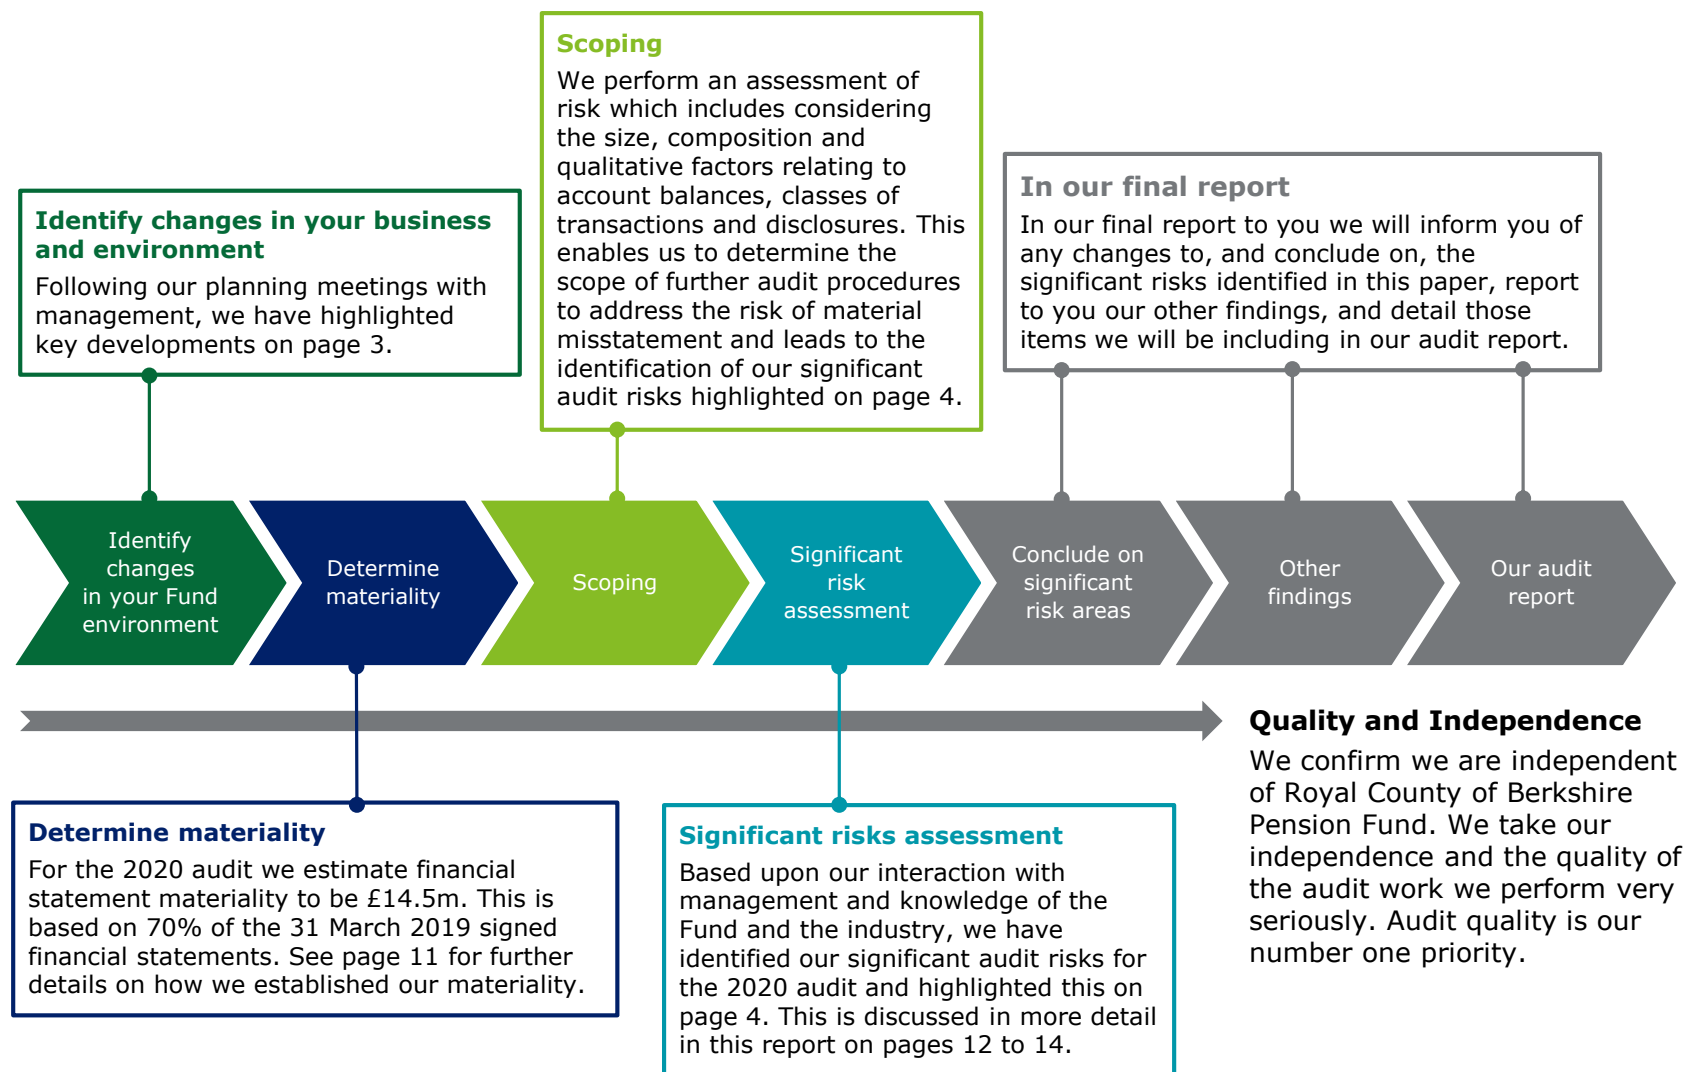 Scoping
We perform an assessment of
risk which includes considering
the size, composition and
qualitative factors relating to
account balances, classes of
transactions and disclosures. This
enables us to determine the
scope of further audit procedures
to address the risk of material
misstatement and leads to the
identification of our significant
audit risks highlighted on page 4.
Identify changes in your business
and environment
Following our planning meetings with
management, we have highlighted
key developments on page 3.
In our final report
In our final report to you we will inform you of
any changes to, and conclude on, the
significant risks identified in this paper, report
to you our other findings, and detail those
items we will be including in our audit report.
Identify
changes
in your Fund
environment
Determine
materiality
Scoping
Significant
risk
assessment
Conclude on
significant
risk areas
Other
findings
Our audit
report
Determine materiality
For the 2020 audit we estimate financial
statement materiality to be £14.5m. This is
based on 70% of the 31 March 2019 signed
financial statements. See page 11 for further
details on how we established our materiality.
Significant risks assessment
Based upon our interaction with
management and knowledge of the
Fund and the industry, we have
identified our significant audit risks for
the 2020 audit and highlighted this on
page 4. This is discussed in more detail
in this report on pages 12 to 14.
Quality and Independence
We confirm we are independent
of Royal County of Berkshire
Pension Fund. We take our
independence and the quality of
the audit work we perform very
seriously. Audit quality is our
number one priority.